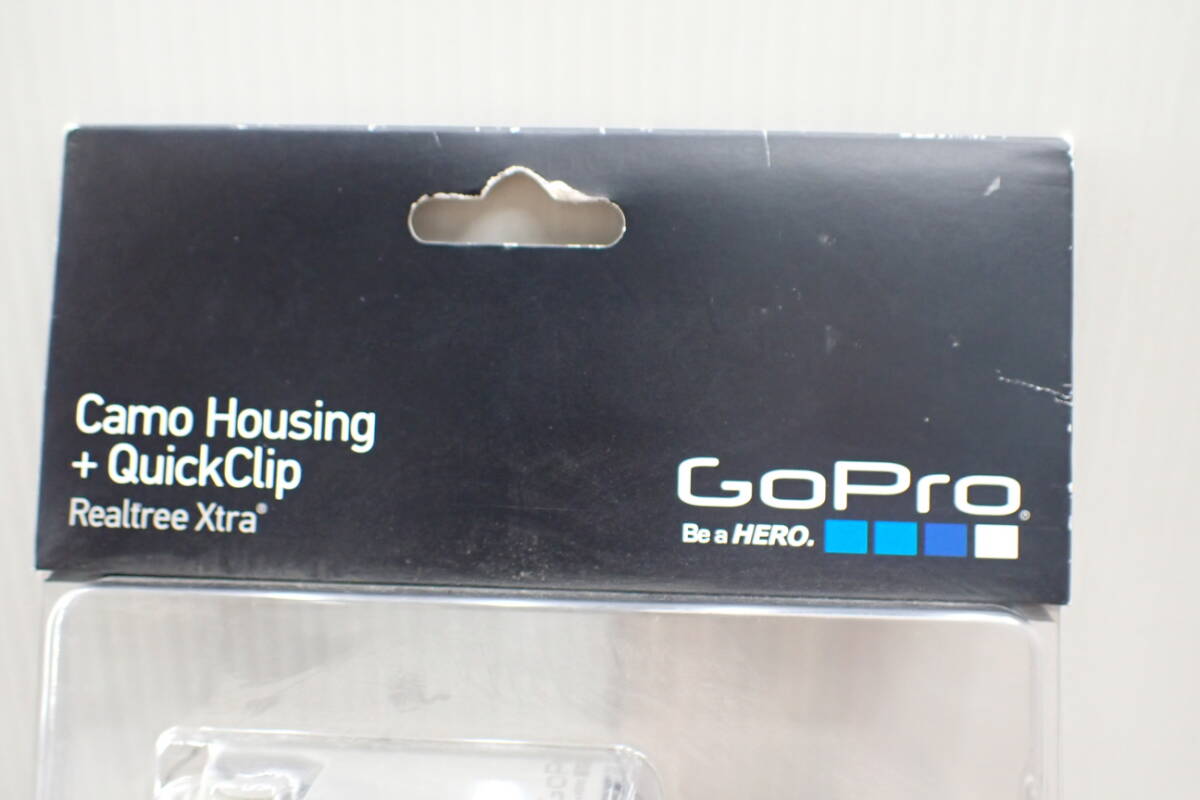 Camo Housing
+ QuickClip
Realtree Xtra®
GoPro®
Be a HERO.